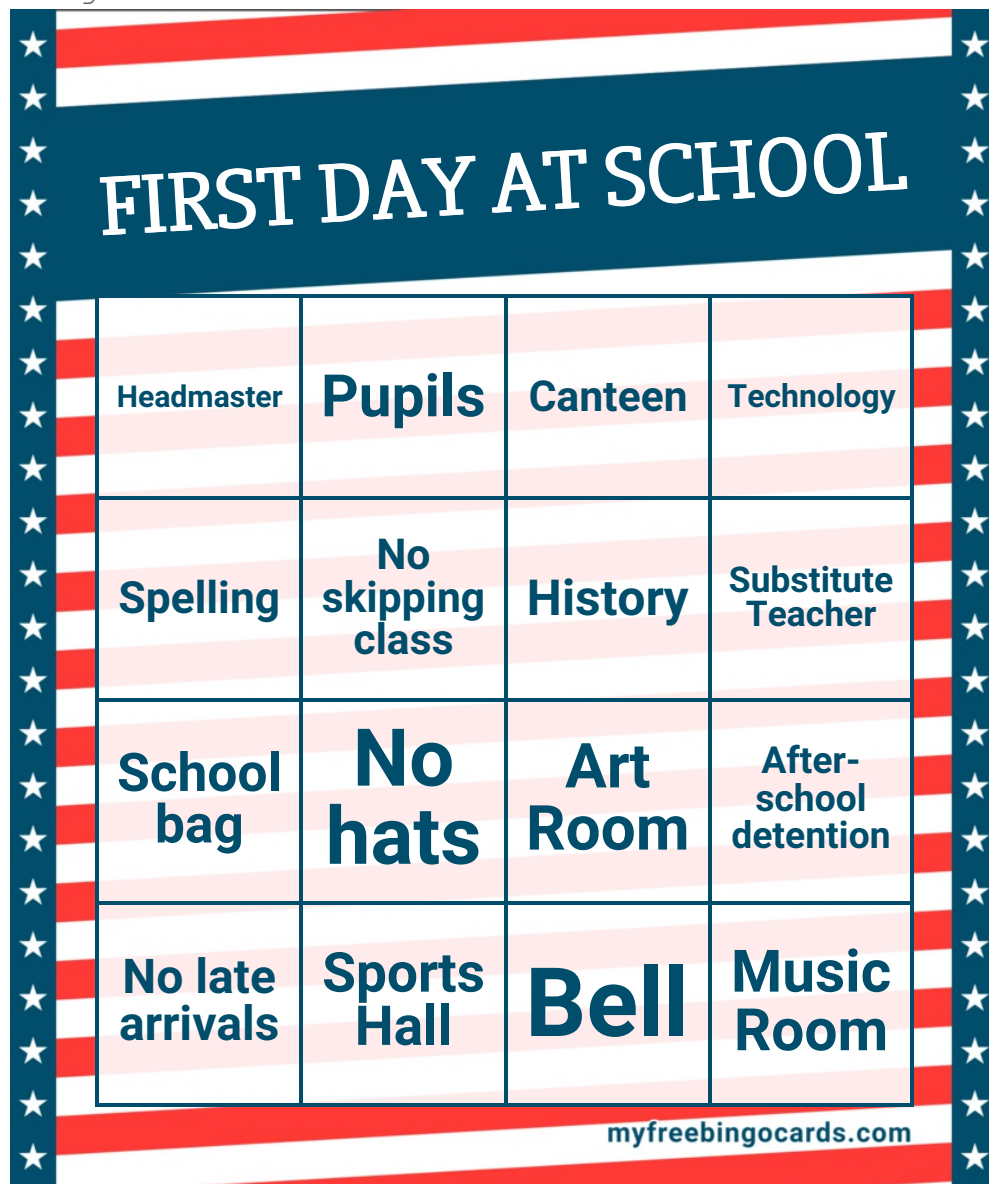 FIRST DAY AT SCHOOL
Headmaster
Pupils
Canteen
Technology
Spelling
No
skipping
class
History
Substitute
Teacher
School
bag
No
hats
Art
Room
After-
school
detention
No late
arrivals
Sports
Hall
Bell
Music
Room
myfreebingocards.com